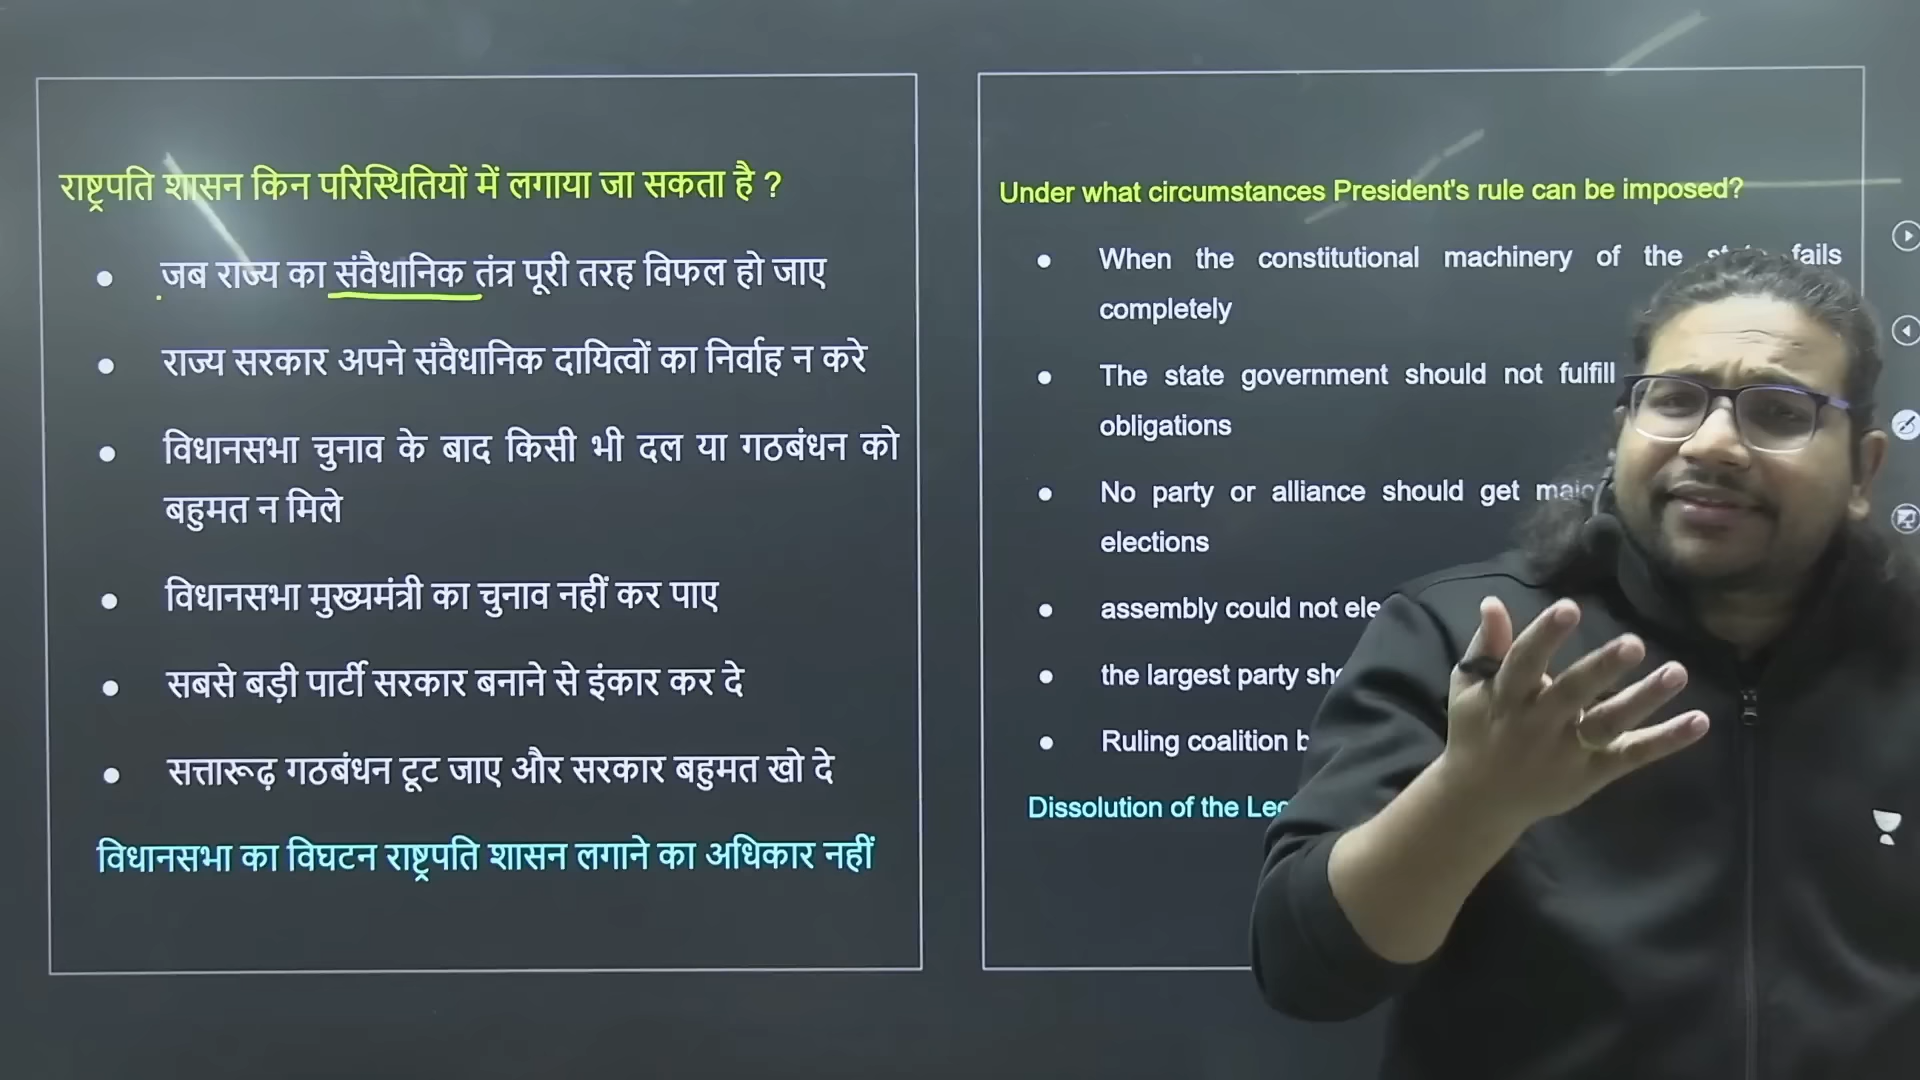 राष्ट्रपति शासन किन परिस्थितियों में लगाया जा सकता है ?
जब राज्य का संवैधानिक तंत्र पूरी तरह विफल हो जाए
राज्य सरकार अपने संवैधानिक दायित्वों का निर्वाह न करे
विधानसभा चुनाव के बाद किसी भी दल या गठबंधन को
बहुमत न मिले
विधानसभा मुख्यमंत्री का चुनाव नहीं कर पाए
सबसे बड़ी पार्टी सरकार बनाने से इंकार कर दे
सत्तारूढ़ गठबंधन टूट जाए और सरकार बहुमत खो दे
विधानसभा का विघटन राष्ट्रपति शासन लगाने का अधिकार नहीं
Under what circumstances President's rule can be imposed?
When the constitutional machinery of the fails
completely
The state government should not fulfill
obligations
No party or alliance should get
elections
assembly could not
the largest party
Ruling coalition
Dissolution of the